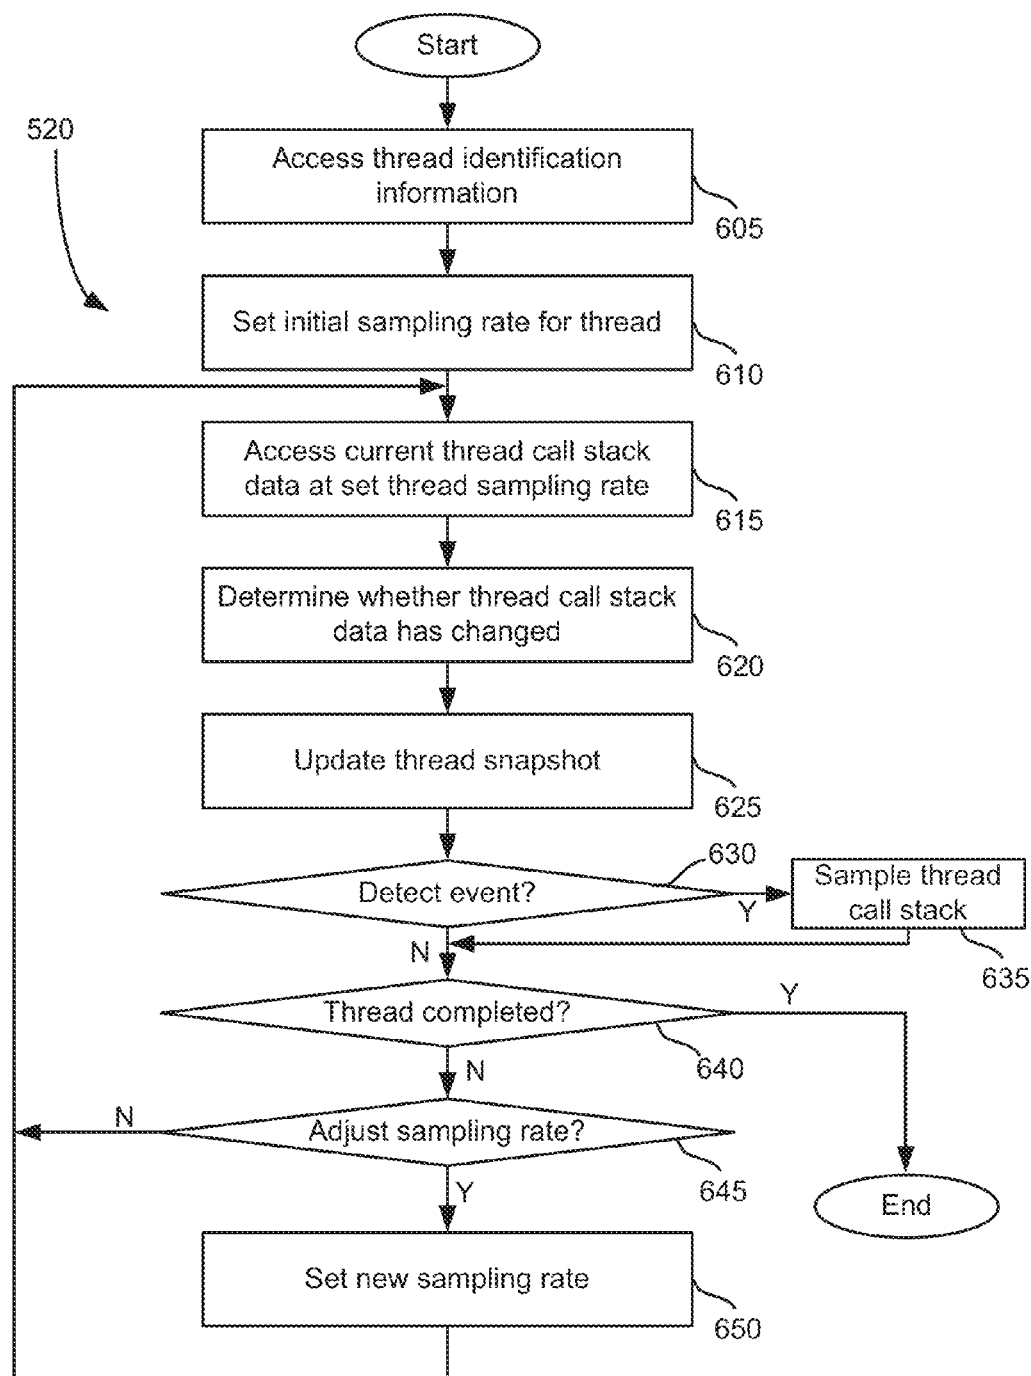 Start
520
Access thread identification
information
605
Set initial sampling rate for thread
610
Access current thread call stack
data at set thread sampling rate
615
Determine whether thread call stack
data has changed
620
Update thread snapshot
625
630
Detect event?
Y
Sample thread
call stack
635
N
Thread completed?
Y
640
N
Adjust sampling rate?
N
645
Y
End
Set new sampling rate
650